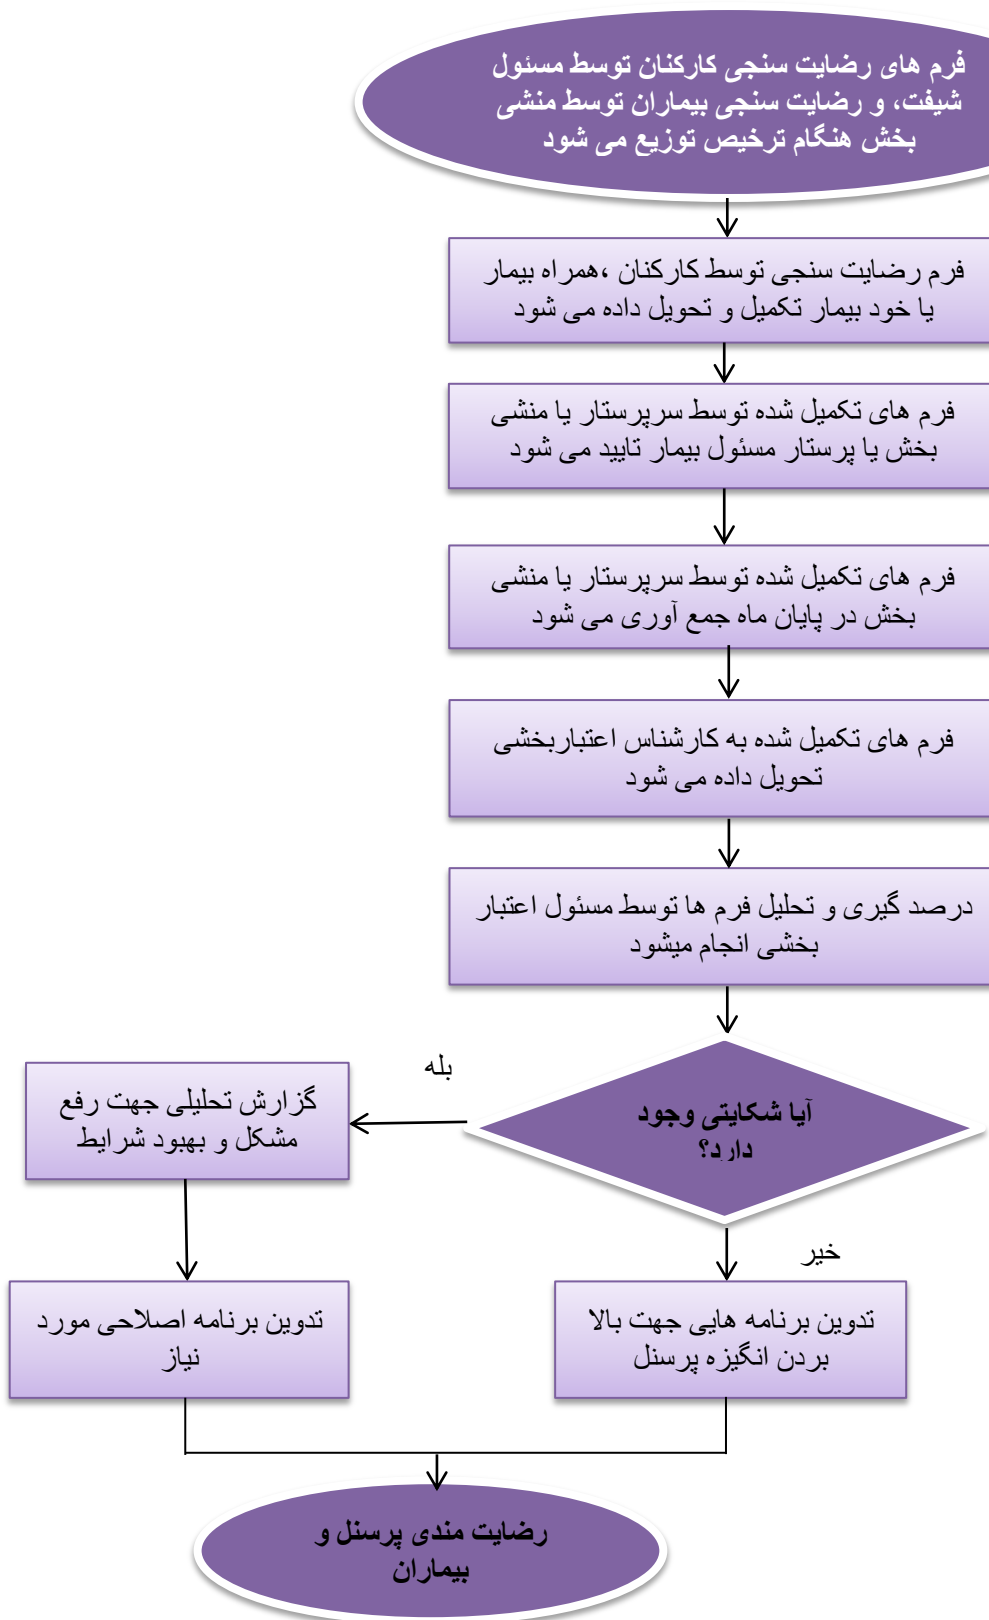 فرم های رضایت سنجی کارکنان توسط مسئول
شیفت، و رضایت سنجی بیماران توسط منشی
بخش هنگام ترخیص توزیع می شود
فرم رضایت سنجی توسط کارکنان ،همراه بیمار
یا خود بیمار تکمیل و تحویل داده می شود
فرم های تکمیل شده توسط سرپرستار یا منشی
بخش یا پرستار مسئول بیمار تایید می شود
فرم های تکمیل شده توسط سرپرستار یا منشی
بخش در پایان ماه جمع آوری می شود
فرم های تکمیل شده به کارشناس اعتباربخشی
تحویل داده می شود
درصد گیری و تحلیل فرم ها توسط مسئول اعتبار
بخشی انجام میشود
آیا شکایتی وجود
دارد؟
بله
گزارش تحلیلی جهت رفع
مشکل و بهبود شرایط
خیر
تدوین برنامه هایی جهت بالا
بردن انگیزه پرسنل
تدوین برنامه اصلاحی مورد
نیاز
رضایت مندی پرسنل و
بیماران